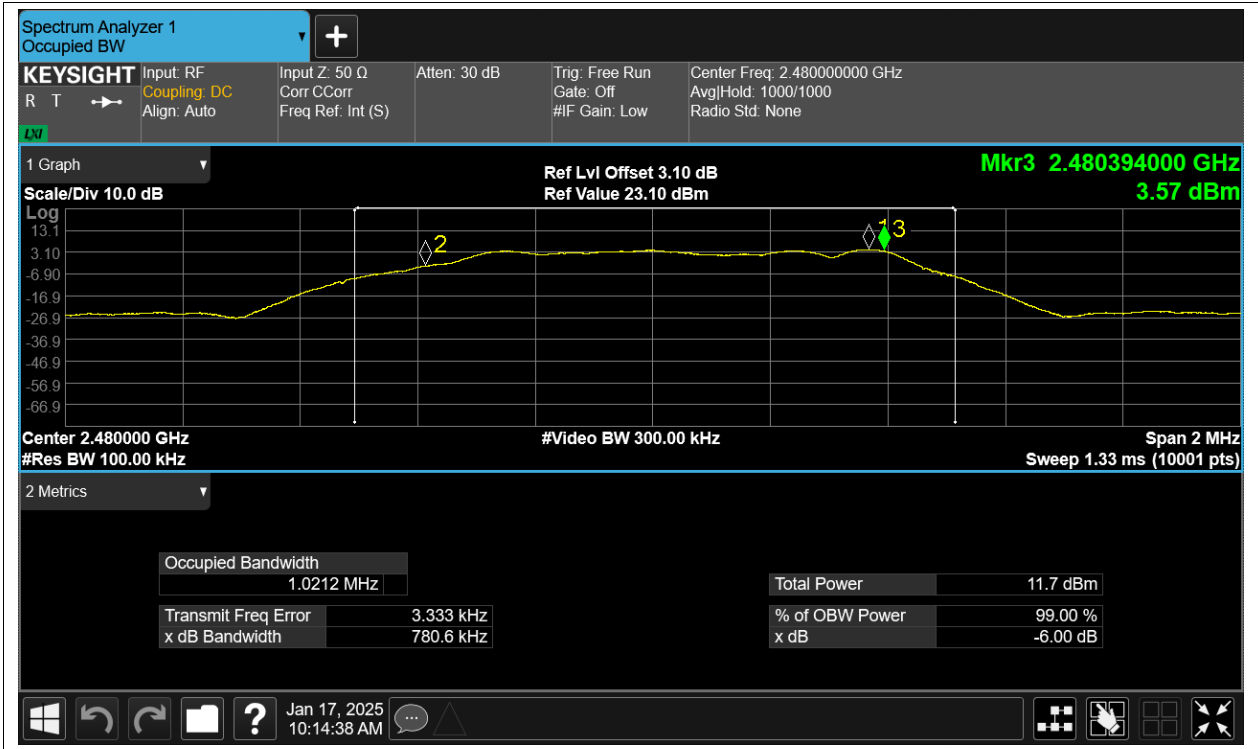 Spectrum Analyzer 1
Occupied BW
KEYSIGHT
R T
LXI
Input: RF
Coupling: DC
Align: Auto
Input Z: 50 Ω
Corr CCorr
Freq Ref: Int (S)
Atten: 30 dB
Trig: Free Run
Gate: Off
#IF Gain: Low
Center Freq: 2.480000000 GHz
Avg|Hold: 1000/1000
Radio Std: None
1 Graph
Scale/Div 10.0 dB
Ref Lvl Offset 3.10 dB
Ref Value 23.10 dBm
Mkr3 2.480394000 GHz
3.57 dBm
Log
13.1
3.10
-6.90
-16.9
-26.9
-36.9
-46.9
-56.9
-66.9
2
1
3
Center 2.480000 GHz
#Res BW 100.00 kHz
#Video BW 300.00 kHz
Span 2 MHz
Sweep 1.33 ms (10001 pts)
2 Metrics
Occupied Bandwidth
1.0212 MHz
Transmit Freq Error 3.333 kHz
x dB Bandwidth 780.6 kHz
Total Power 11.7 dBm
% of OBW Power 99.00 %
x dB -6.00 dB
?
Jan 17, 2025
10:14:38 AM